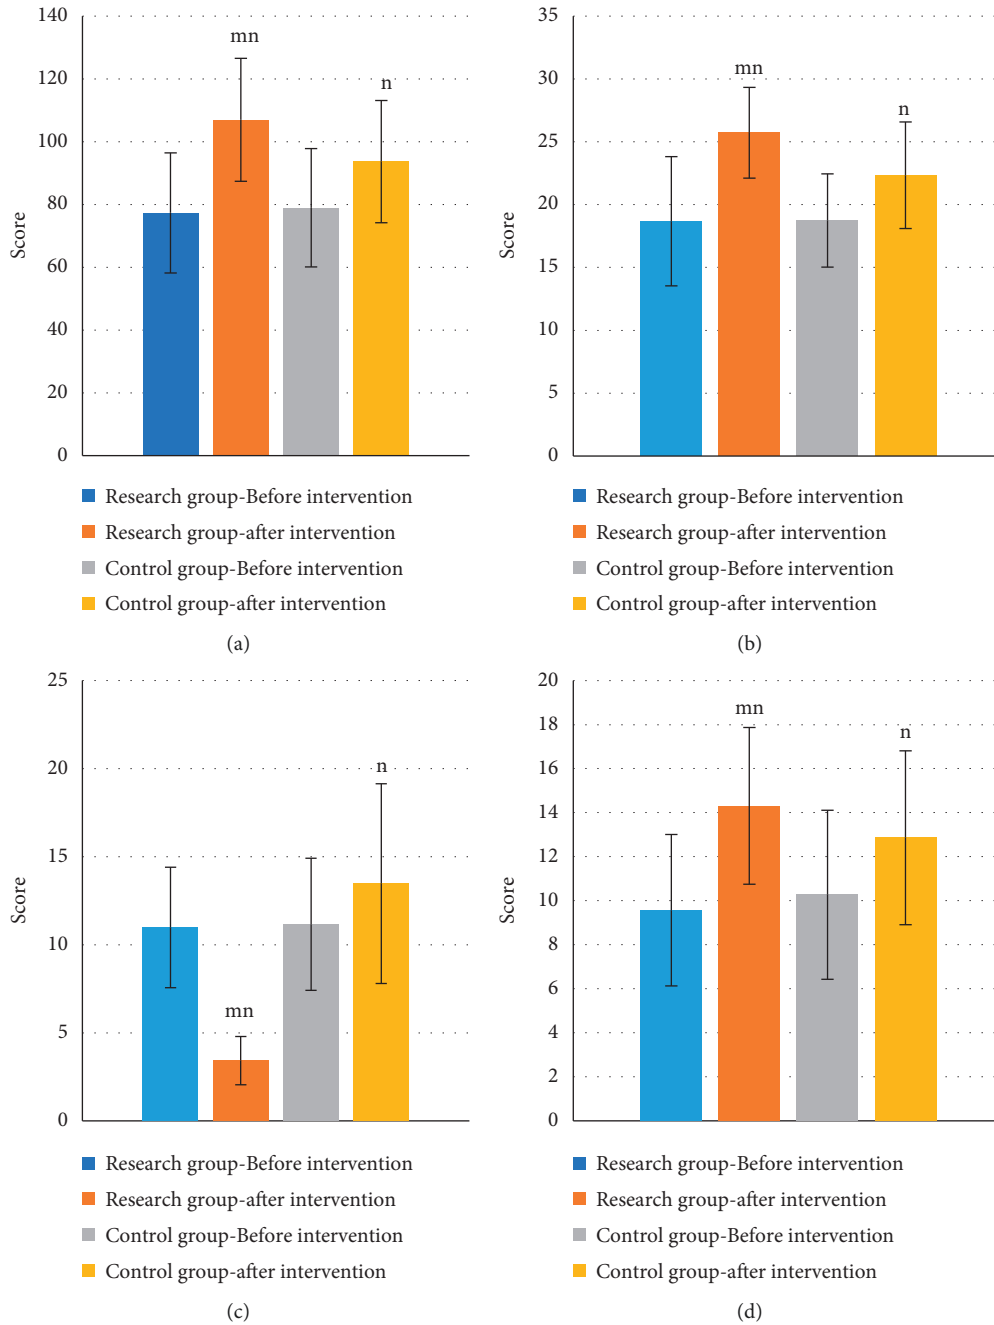 140
120
100
80
60
40
20
0
Score
mn
n
Research group-Before intervention
Research group-after intervention
Control group-Before intervention
Control group-after intervention
(a)
35
30
25
20
15
10
5
0
Score
mn
n
Research group-Before intervention
Research group-after intervention
Control group-Before intervention
Control group-after intervention
(b)
25
20
15
10
5
0
Score
mn
n
Research group-Before intervention
Research group-after intervention
Control group-Before intervention
Control group-after intervention
(c)
20
18
16
14
12
10
8
6
4
2
0
Score
mn
n
Research group-Before intervention
Research group-after intervention
Control group-Before intervention
Control group-after intervention
(d)